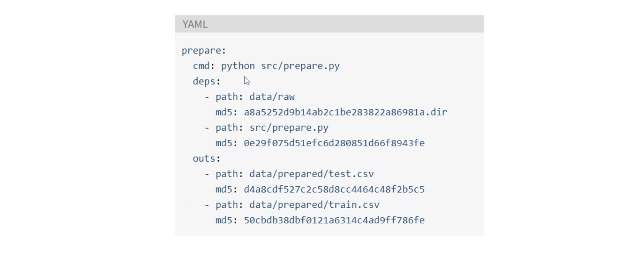 YAML
prepare:
  cmd: python src/prepare.py
  deps:
    - path: data/raw
      md5: a8a5252d9b14ab2c1be283822a86981a.dir
    - path: src/prepare.py
      md5: 0e29f075d51efc6d280851d66f8943fe
  outs:
    - path: data/prepared/test.csv
      md5: d4a8cdf527c2c58d8cc4464c48f2b5c5
    - path: data/prepared/train.csv
      md5: 50cbdb38dbf0121a6314c4ad9ff786fe